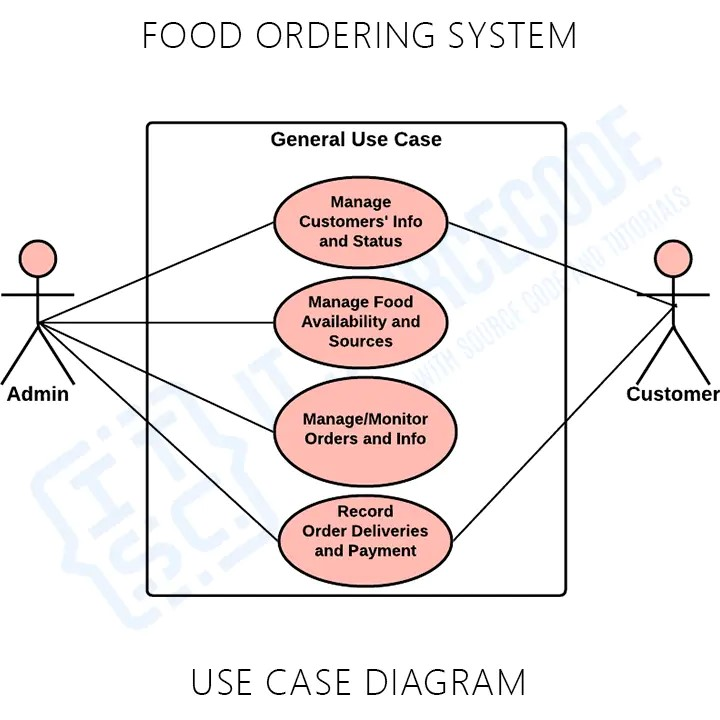 FOOD ORDERING SYSTEM
General Use Case
Manage
Customers' Info
and Status
Manage Food
Availability and
Sources
Admin
Customer
Manage/Monitor
Orders and Info
Record
Order Deliveries
and Payment
USE CASE DIAGRAM